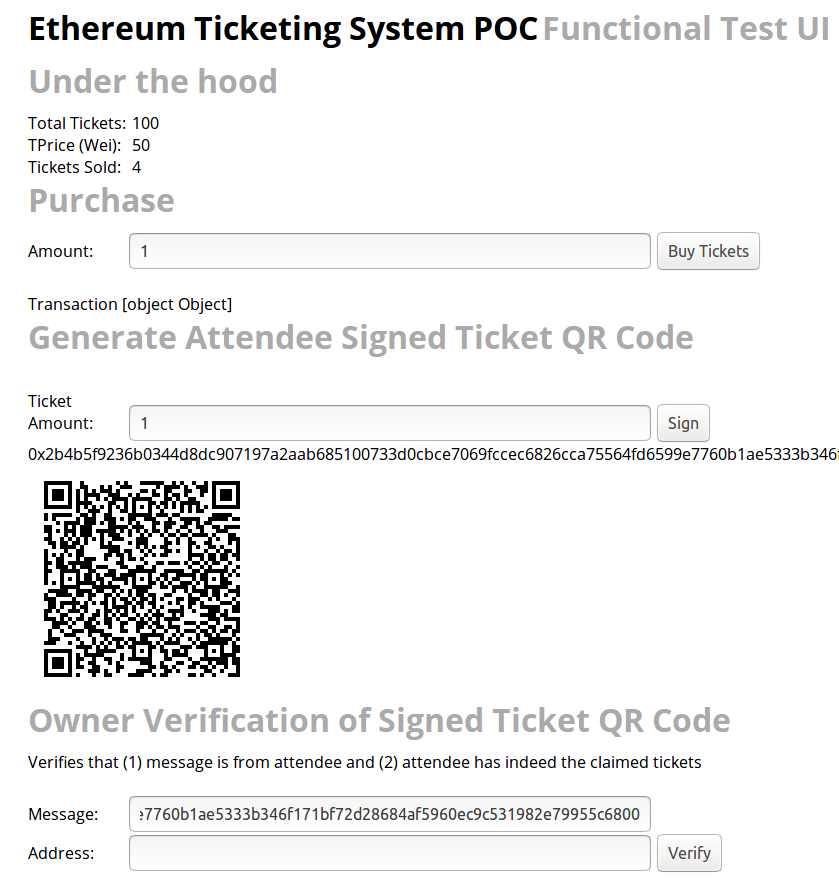 Ethereum Ticketing System POC Functional Test UI
Under the hood
Total Tickets: 100
TPrice (Wei): 50
Tickets Sold: 4
Purchase
Amount: 1 Buy Tickets
Transaction [object Object]
Generate Attendee Signed Ticket QR Code
Ticket
Amount: 1 Sign
0x2b4b5f9236b0344d8dc907197a2aab685100733d0cbce7069fccec6826cca75564fd6599e7760b1ae5333b346f
Owner Verification of Signed Ticket QR Code
Verifies that (1) message is from attendee and (2) attendee has indeed the claimed tickets
Message: e7760b1ae5333b346f171bf72d28684af5960ec9c531982e79955c6800
Address: Verify